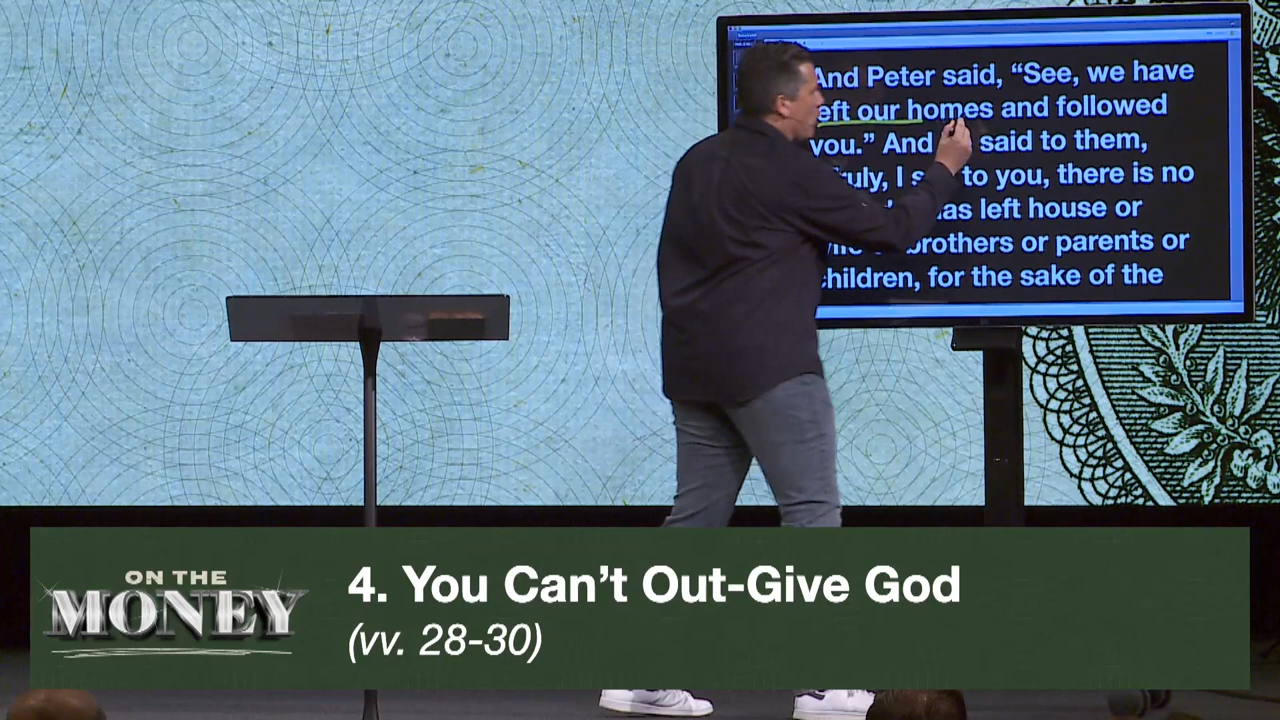 And Peter said, “See, we have
eft our homes and followed
you.” And said to them,
ruly, I s to you, there is no
as left house or
brothers or parents or
children, for the sake of the
ON THE
MONEY
4. You Can’t Out-Give God
(vv. 28-30)